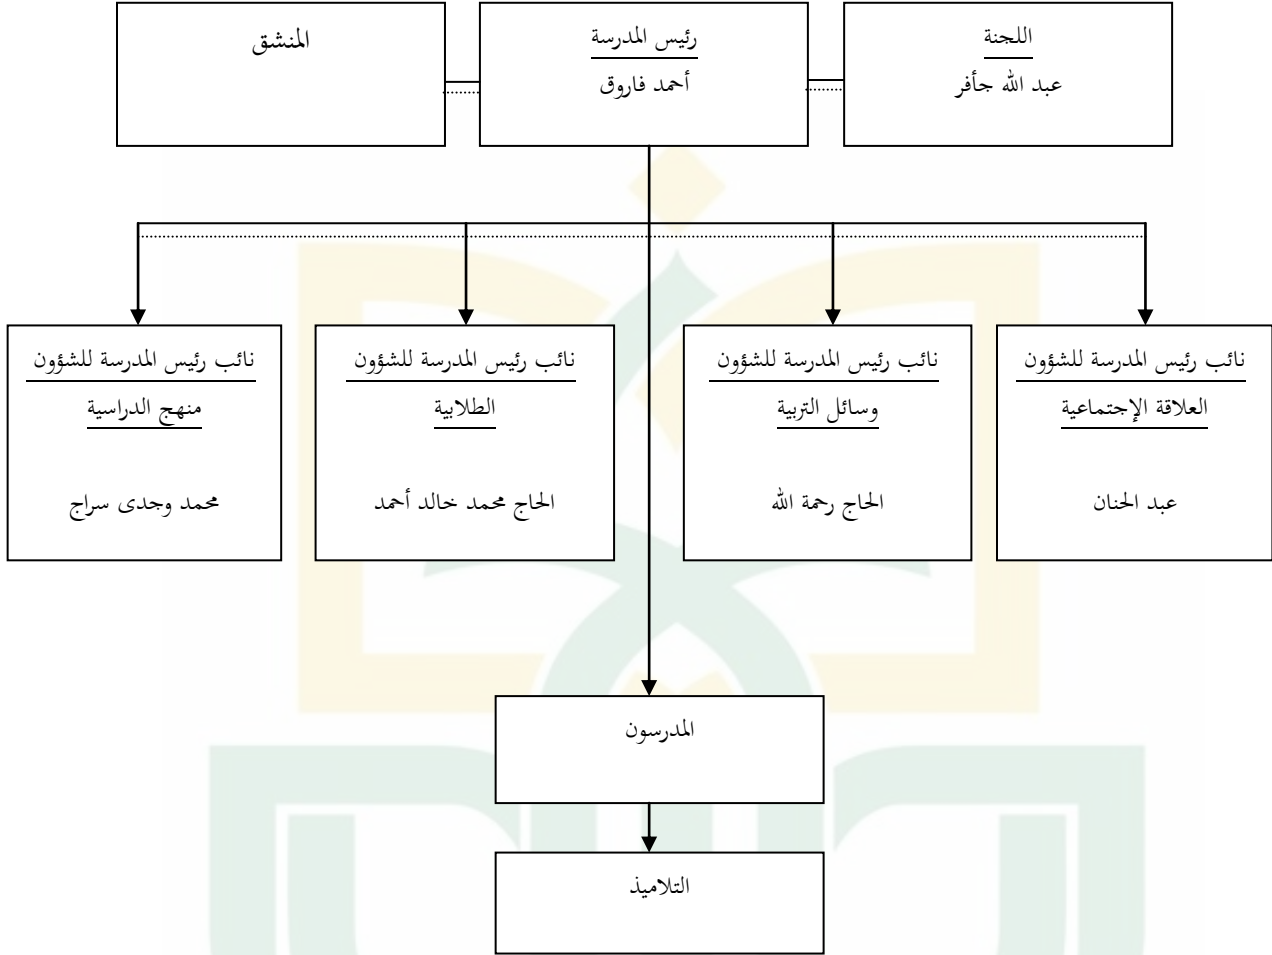 اللجنة
عبد الله جأفر
رئيس المدرسة
أحمد فاروق
المنشق
نائب رئيس المدرسة للشؤون
العلاقة الإجتماعية
عبد الحنان
نائب رئيس المدرسة للشؤون
وسائل التربية
الحاج رحمة الله
نائب رئيس المدرسة للشؤون
الطلابية
الحاج محمد خالد أحمد
نائب رئيس المدرسة للشؤون
منهج الدراسية
محمد وجدى سراج
المدرسون
التلاميذ